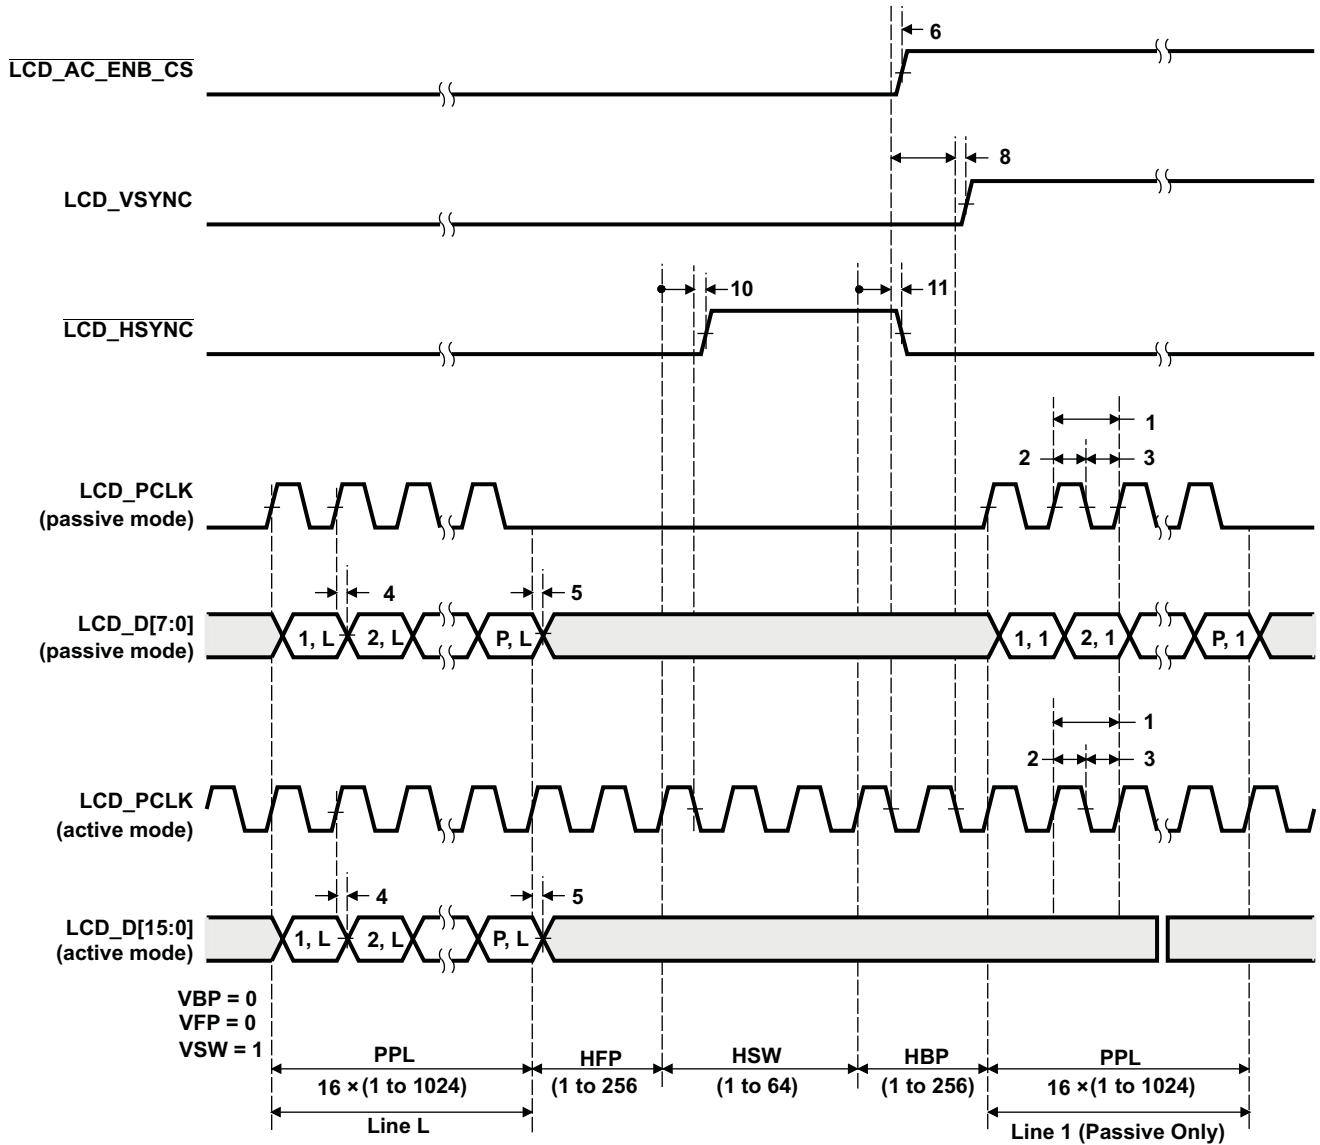 6
LCD_AC_ENB_CS
8
LCD_VSYNC
10
11
LCD_HSYNC
1
2
3
LCD_PCLK
(passive mode)
4
5
LCD_D[7:0]
(passive mode)
1, L
2, L
P, L
1, 1
2, 1
P, 1
1
2
3
LCD_PCLK
(active mode)
4
5
LCD_D[15:0]
(active mode)
1, L
2, L
P, L
VBP = 0
VFP = 0
VSW = 1
PPL
HFP
HSW
HBP
PPL
16 × (1 to 1024)
(1 to 256
(1 to 64)
(1 to 256)
16 × (1 to 1024)
Line L
Line 1 (Passive Only)